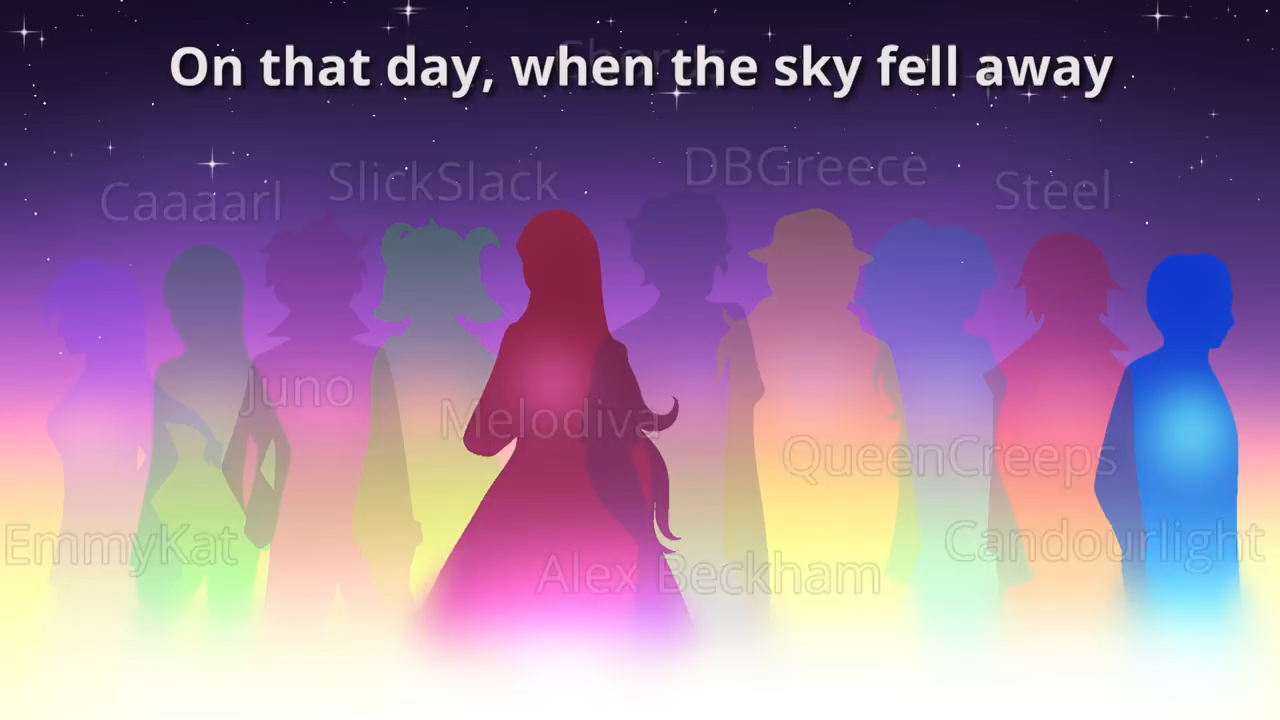 On that day, when the sky fell away
Chorus
Caaaarl
SlickSlack
DBGreece
Steel
Juno
Melodiva
QueenCreeps
EmmyKat
Alex Beckham
Candourlight